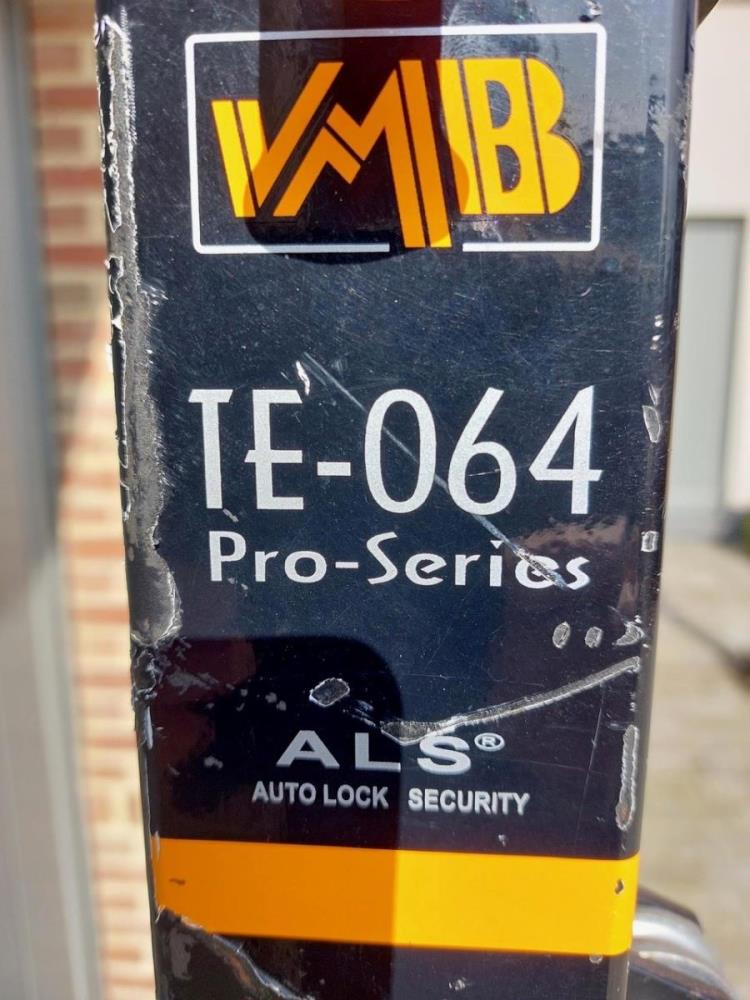 VMB
TE-064
Pro-Series
ALS®
AUTO LOCK SECURITY